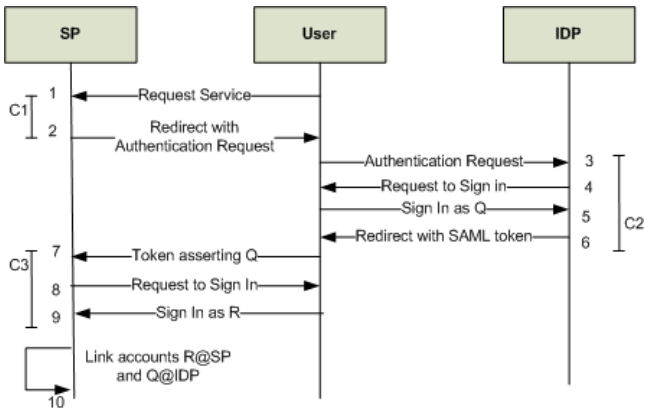 SP
User
IDP
1
Request Service
C1
2
Redirect with
Authentication Request
Authentication Request
3
Request to Sign in
4
Sign In as Q
5
C2
Redirect with SAML token
6
7
Token asserting Q
C3
8
Request to Sign In
9
Sign In as R
Link accounts R@SP
and Q@IDP
10